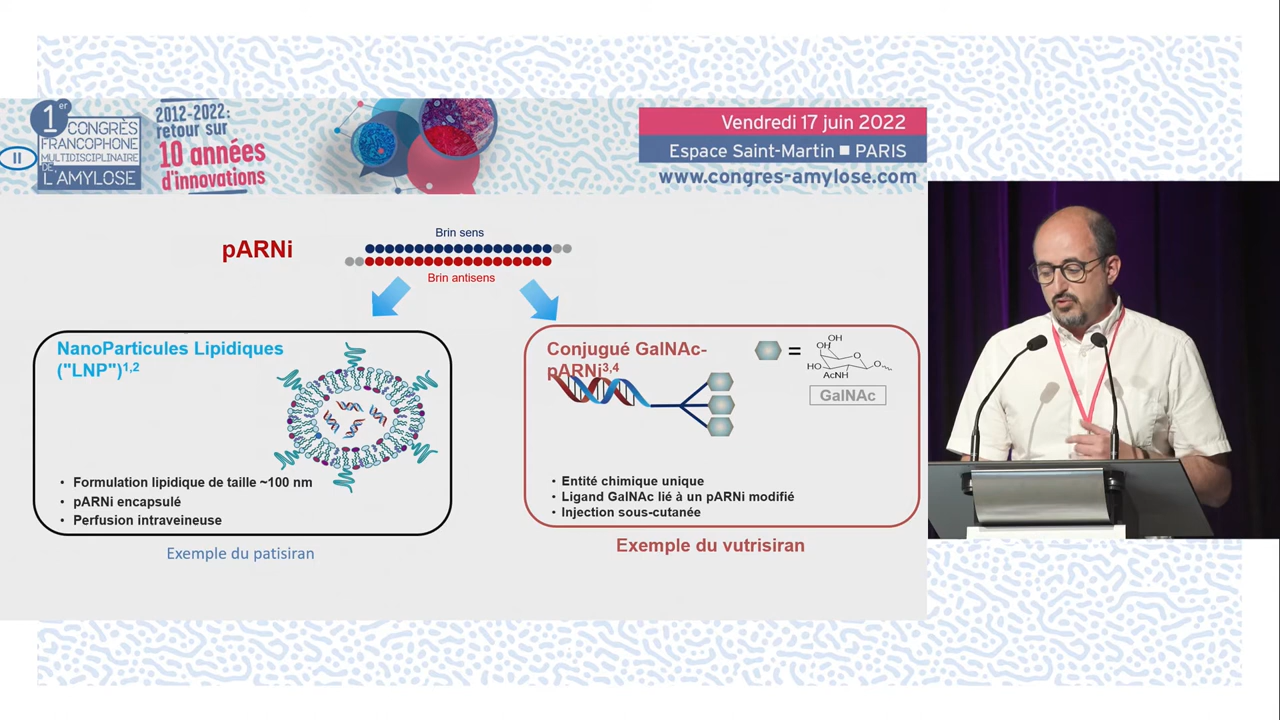 1er
CONGRÈS
FRANCOPHONE
MULTIDISCIPLINAIRE
DE
L'AMYLOSE
II
2012-2022:
retour sur
10 années
d'innovations
Vendredi 17 juin 2022
Espace Saint-Martin ■ PARIS
www.congres-amylose.com
pARNi
Brin sens
Brin antisens
NanoParticules Lipidiques
("LNP")1,2
• Formulation lipidique de taille ~100 nm
• pARNi encapsulé
• Perfusion intraveineuse
Exemple du patisiran
Conjugué GalNAc-
pARNi3,4
=
OH
OH
O
HO
O
AcNH
GalNAc
• Entité chimique unique
• Ligand GalNAc lié à un pARNi modifié
• Injection sous-cutanée
Exemple du vutrisiran